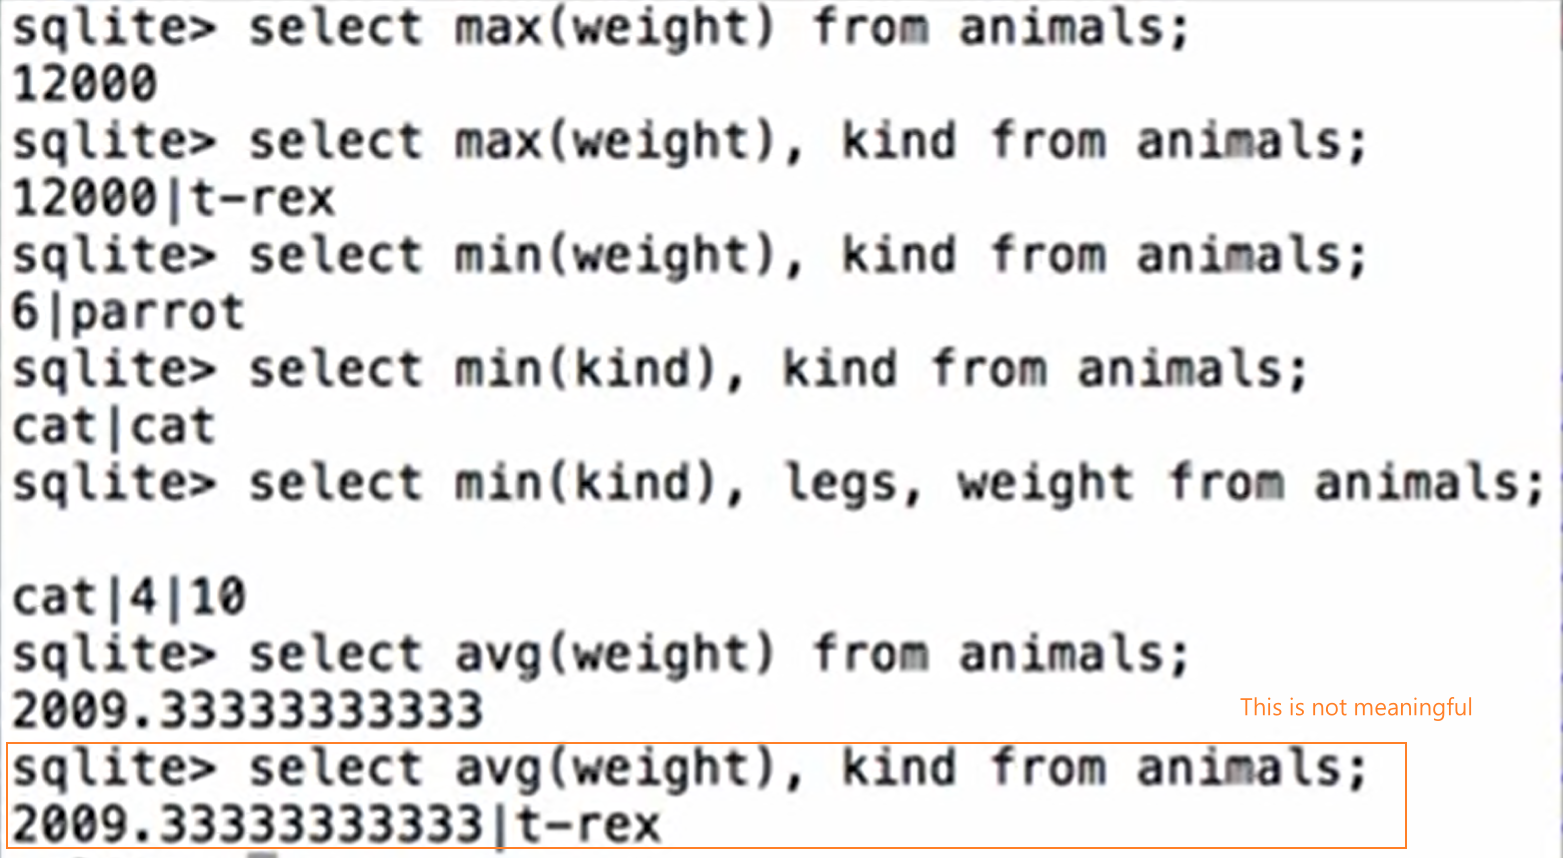 sqlite> select max(weight) from animals;
12000
sqlite> select max(weight), kind from animals;
12000|t-rex
sqlite> select min(weight), kind from animals;
6|parrot
sqlite> select min(kind), kind from animals;
cat|cat
sqlite> select min(kind), legs, weight from animals;
cat|4|10
sqlite> select avg(weight) from animals;
2009.33333333333
This is not meaningful
sqlite> select avg(weight), kind from animals;
2009.33333333333|t-rex